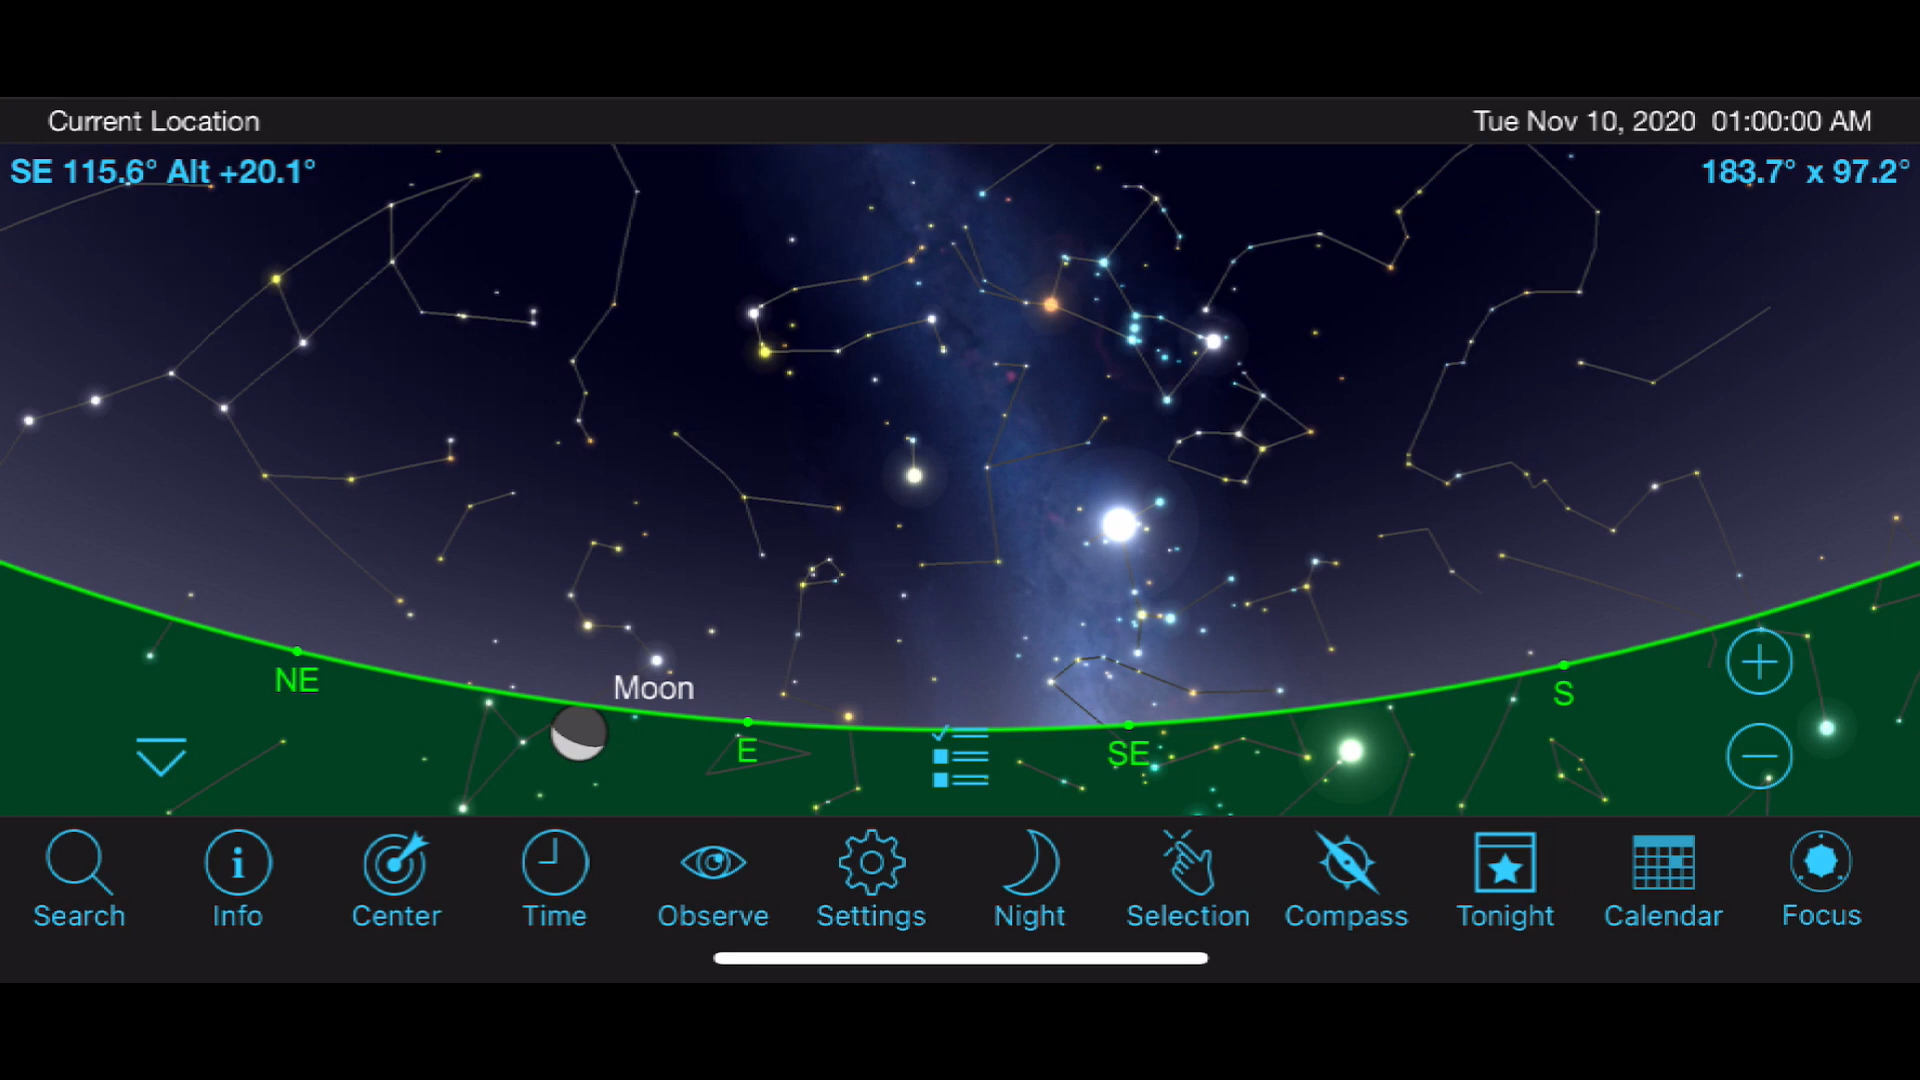 Current Location
Tue Nov 10, 2020 01:00:00 AM
SE 115.6° Alt +20.1°
183.7° x 97.2°
NE
Moon
E
SE
S
Search
Info
Center
Time
Observe
Settings
Night
Selection
Compass
Tonight
Calendar
Focus